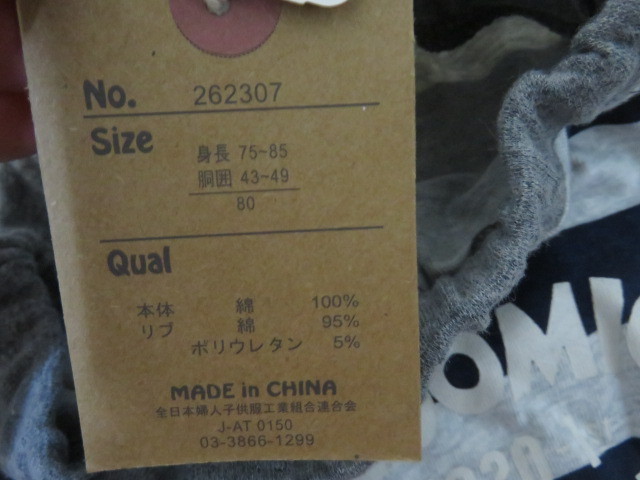 No. 262307
Size
身長 75~85
胴囲 43~49
80
Qual
本体 綿 100%
リブ 綿 95%
ポリウレタン 5%
MADE in CHINA
全日本婦人子供服工業組合連合会
J-AT 0150
03-3866-1299
OMIC